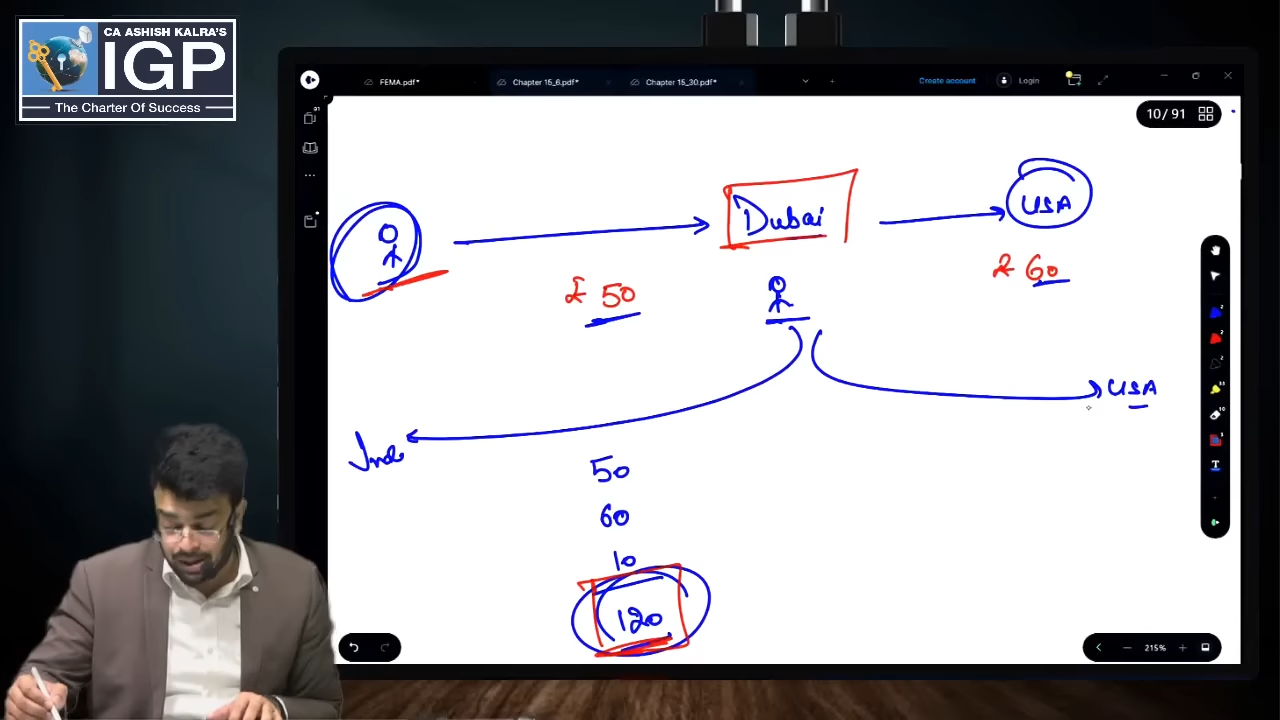 CA ASHISH KALRA'S
IGP
The Charter Of Success
FEMA.pdf*
Chapter 15_6.pdf*
Chapter 15_30.pdf*
Create account
Login
91
10/ 91
Dubai
USA
₹ 50
₹ 60
USA
50
60
10
120
215%